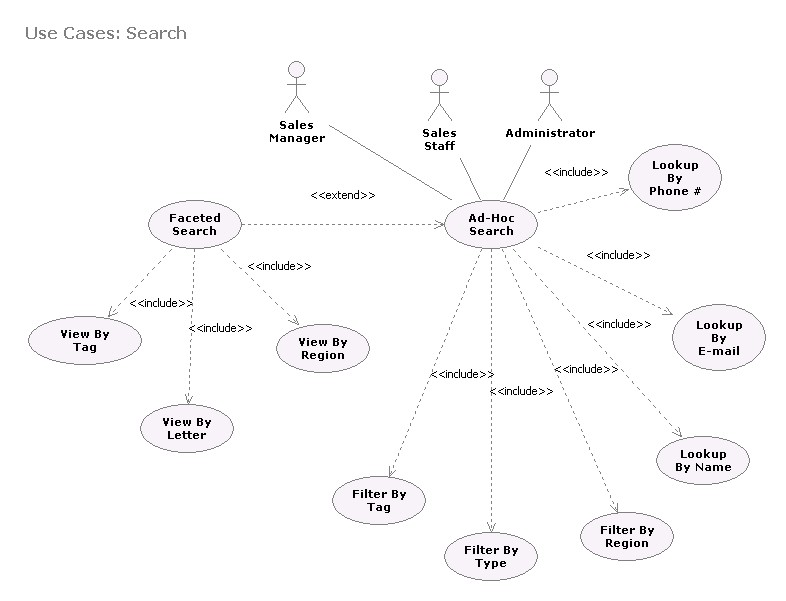 Use Cases: Search
Sales
Manager
Sales
Staff
Administrator
<<include>>
Lookup
By
Phone #
<<extend>>
Faceted
Search
Ad-Hoc
Search
<<include>>
<<include>>
<<include>>
<<include>>
<<include>>
View By
Tag
View By
Region
Lookup
By
E-mail
<<include>>
<<include>>
<<include>>
View By
Letter
Lookup
By Name
Filter By
Tag
Filter By
Region
Filter By
Type